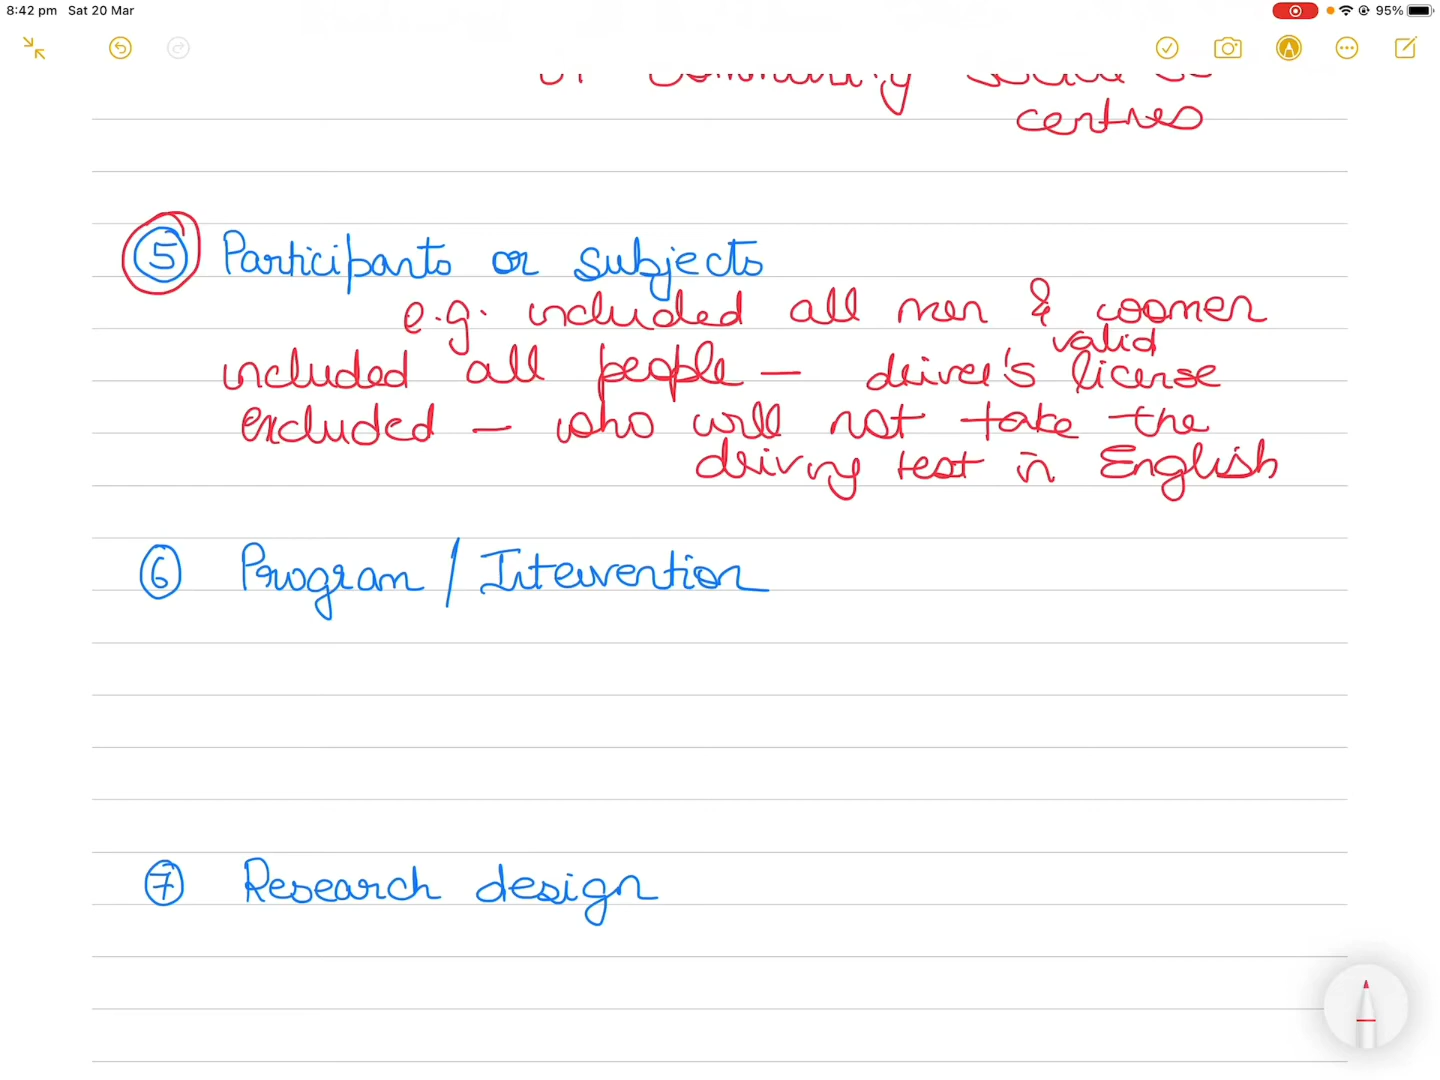 8:42 pm Sat 20 Mar
95%
centres
5 Participants or subjects
e.g. included all men & women
valid
included all people — driver's license
excluded — who will not take the
driving test in English
6 Program / Intervention
7 Research design